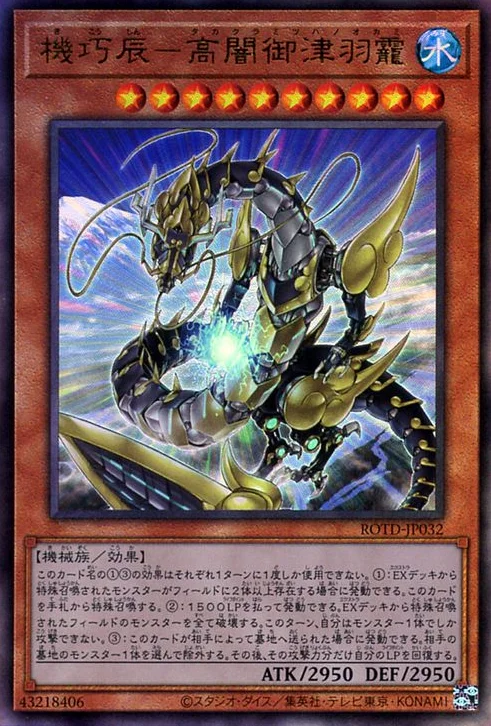 機巧辰－高闇御津羽靇
水
ROTD-JP032
【機械族／効果】
このカード名の①③の効果はそれぞれ１ターンに１度しか使用できない。①：EXデッキから
特殊召喚されたモンスターがフィールドに２体以上存在する場合に発動できる。このカード
を手札から特殊召喚する。②：１５００LPを払って発動できる。EXデッキから特殊召喚
されたフィールドのモンスターを全て破壊する。このターン、自分はモンスター１体でしか
攻撃できない。③：このカードが相手によって墓地へ送られた場合に発動できる。相手の
墓地のモンスター１体を選んで除外する。その後、その攻撃力分だけ自分のLPを回復する。
ATK/2950 DEF/2950
43218406 ©スタジオ・ダイス／集英社・テレビ東京・KONAMI